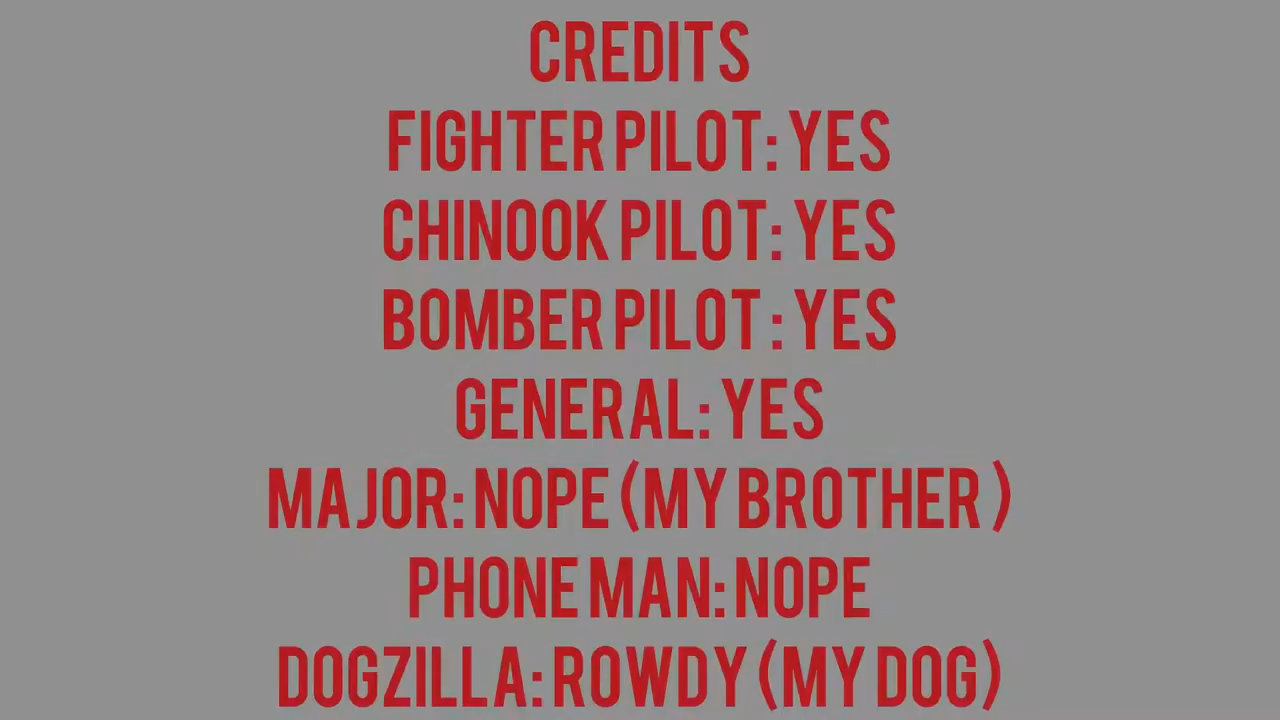 CREDITS
FIGHTER PILOT: YES
CHINOOK PILOT: YES
BOMBER PILOT : YES
GENERAL: YES
MAJOR: NOPE (MY BROTHER )
PHONE MAN: NOPE
DOGZILLA: ROWDY (MY DOG)